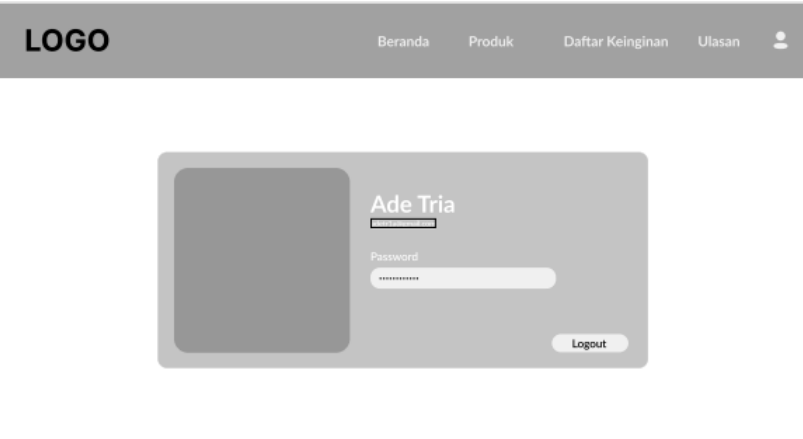 LOGO
Beranda Produk Daftar Keinginan Ulasan
Ade Tria
Password
************
Logout